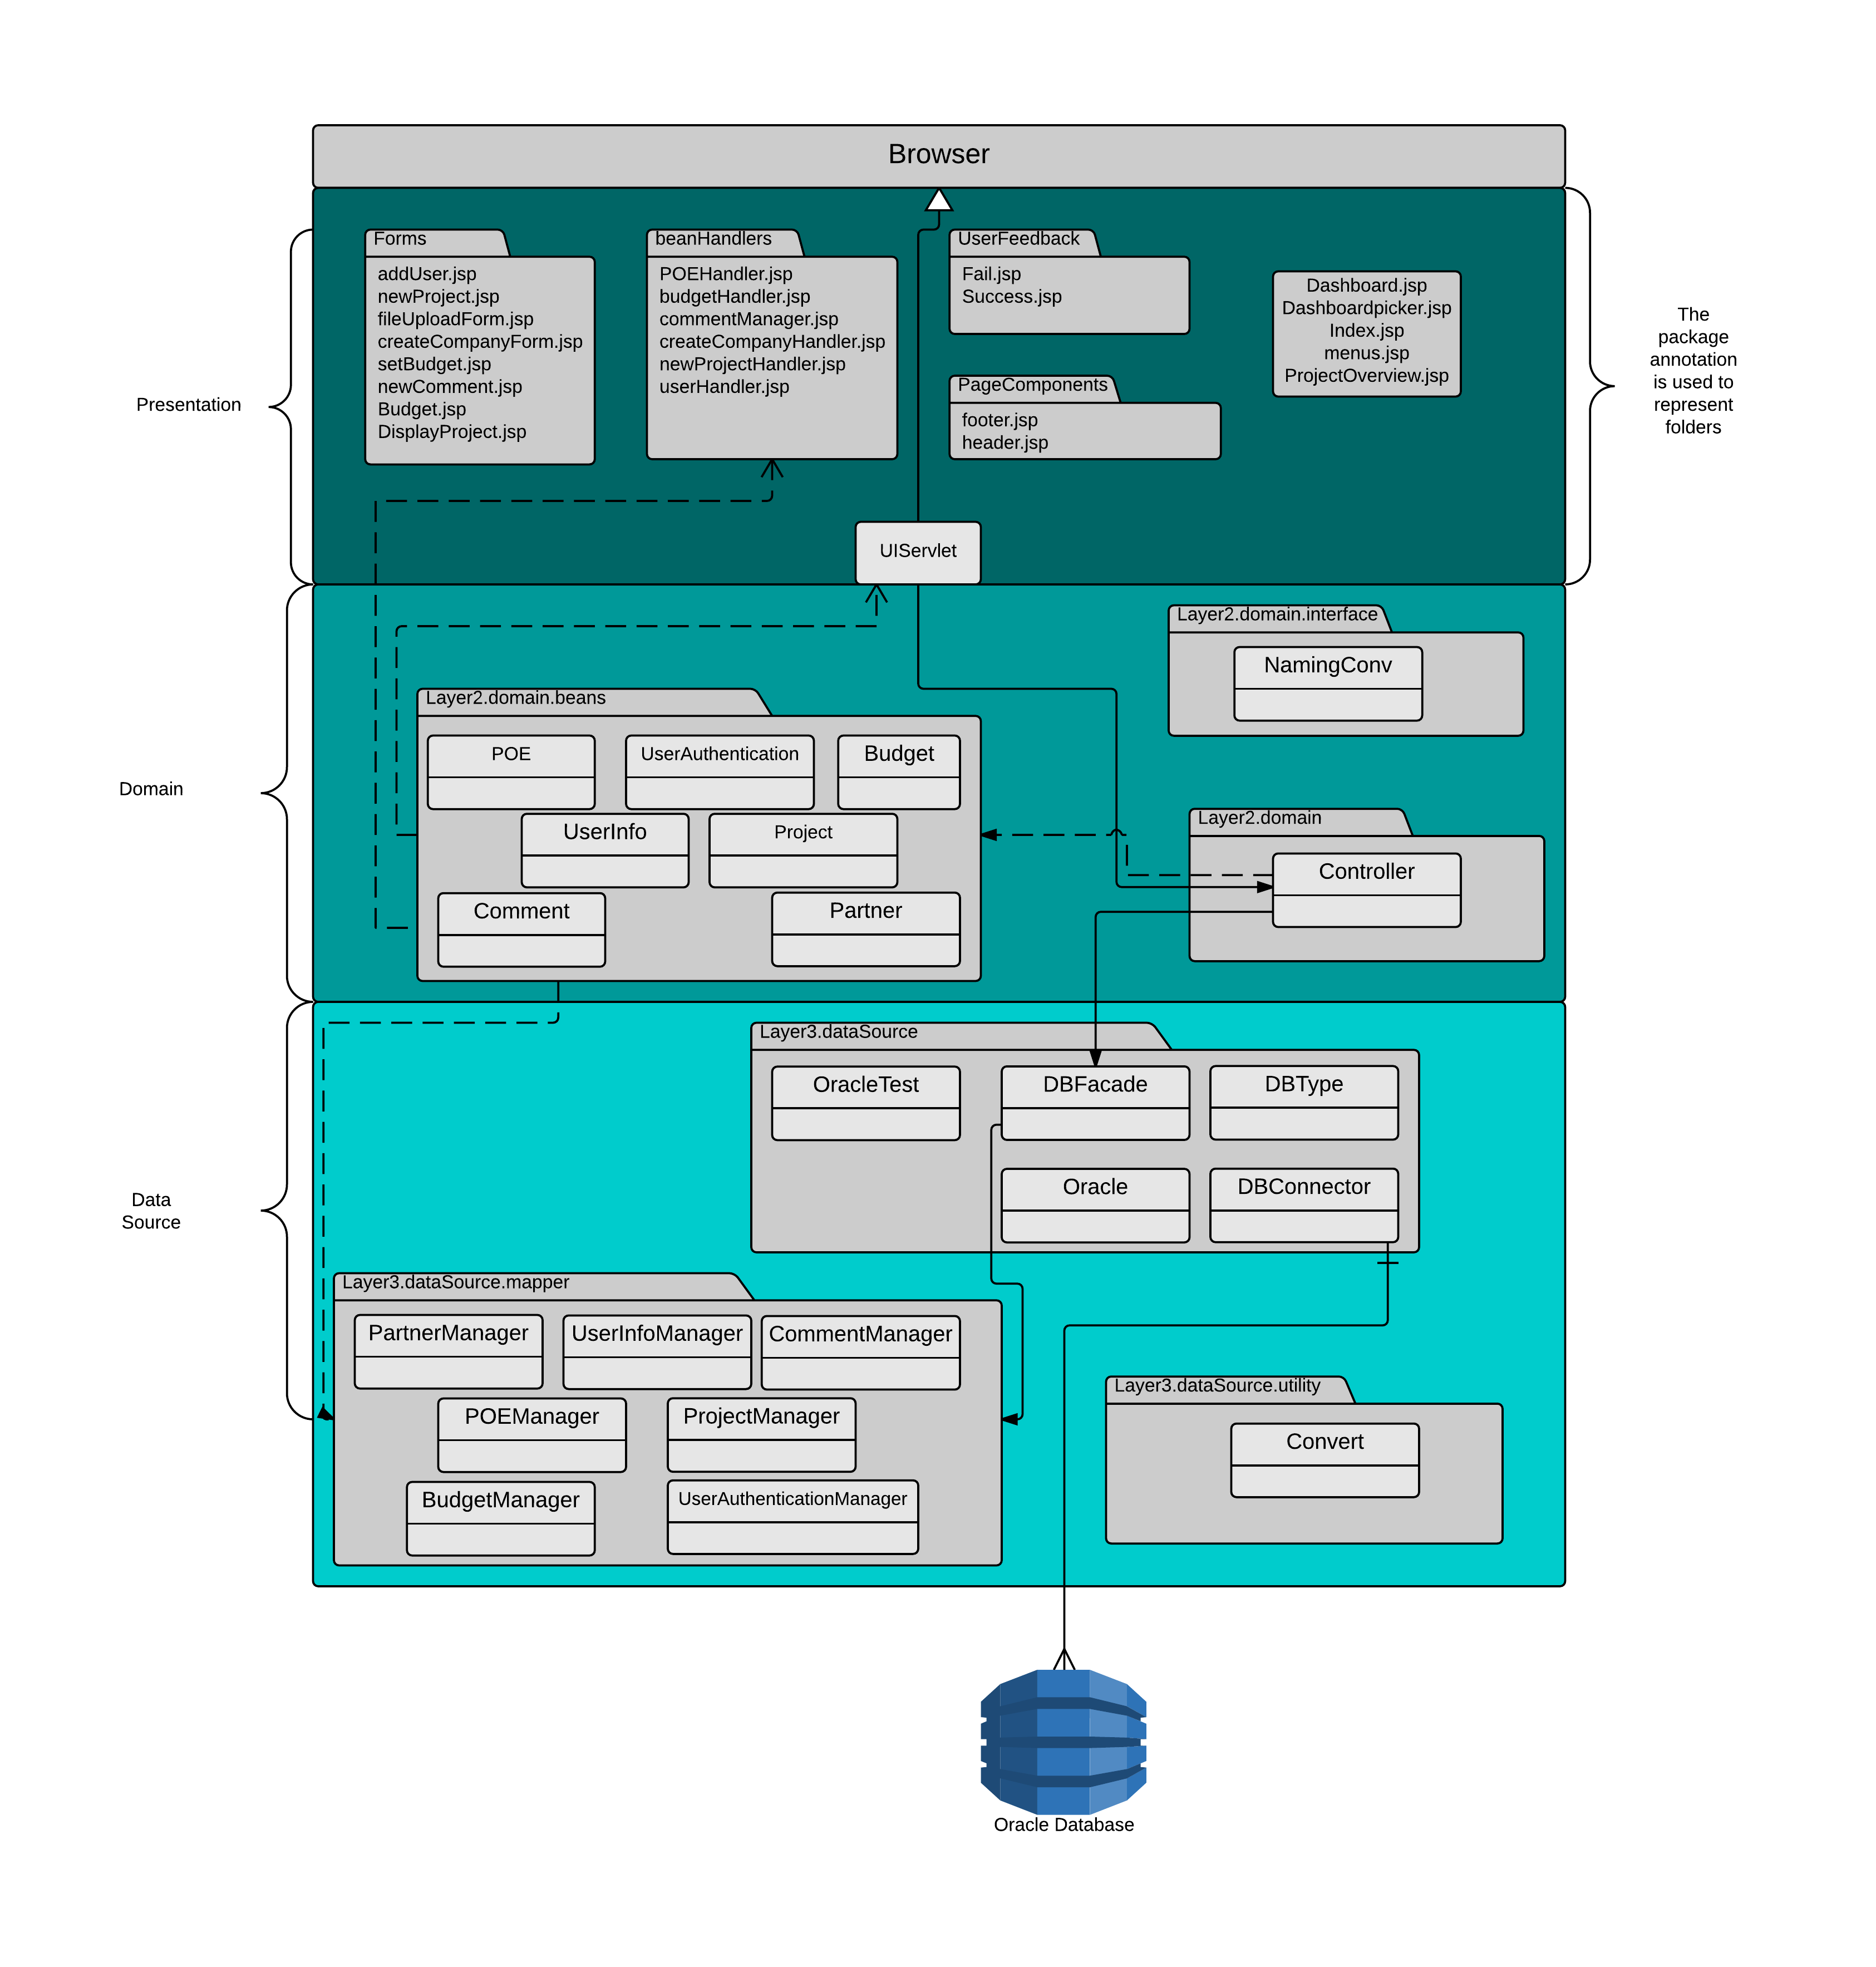 Browser
Forms
addUser.jsp
newProject.jsp
fileUploadForm.jsp
createCompanyForm.jsp
setBudget.jsp
newComment.jsp
Budget.jsp
DisplayProject.jsp
beanHandlers
POEHandler.jsp
budgetHandler.jsp
commentManager.jsp
createCompanyHandler.jsp
newProjectHandler.jsp
userHandler.jsp
UserFeedback
Fail.jsp
Success.jsp
PageComponents
footer.jsp
header.jsp
Dashboard.jsp
Dashboardpicker.jsp
Index.jsp
menus.jsp
ProjectOverview.jsp
The
package
annotation
is used to
represent
folders
Presentation
UIServlet
Layer2.domain.interface
NamingConv
Layer2.domain.beans
POE
UserAuthentication
Budget
UserInfo
Project
Comment
Partner
Domain
Layer2.domain
Controller
Layer3.dataSource
OracleTest
DBFacade
DBType
Oracle
DBConnector
Data
Source
Layer3.dataSource.mapper
PartnerManager
UserInfoManager
CommentManager
POEManager
ProjectManager
BudgetManager
UserAuthenticationManager
Layer3.dataSource.utility
Convert
Oracle Database